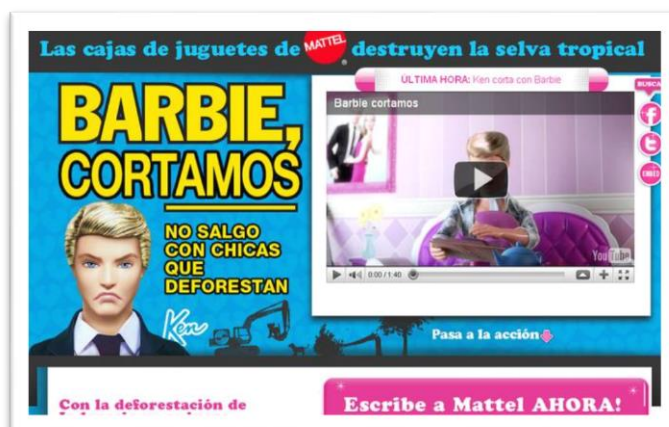 Las cajas de juguetes de MATTEL destruyen la selva tropical
BARBIE,
CORTAMOS
NO SALGO
CON CHICAS
QUE
DEFORESTAN
Ken
ÚLTIMA HORA: Ken corta con Barbie
Barbie cortamos
YouTube
0:00 / 1:40
BUSCA
f
t
Pasa a la acción
Con la deforestación de
Escribe a Mattel AHORA!